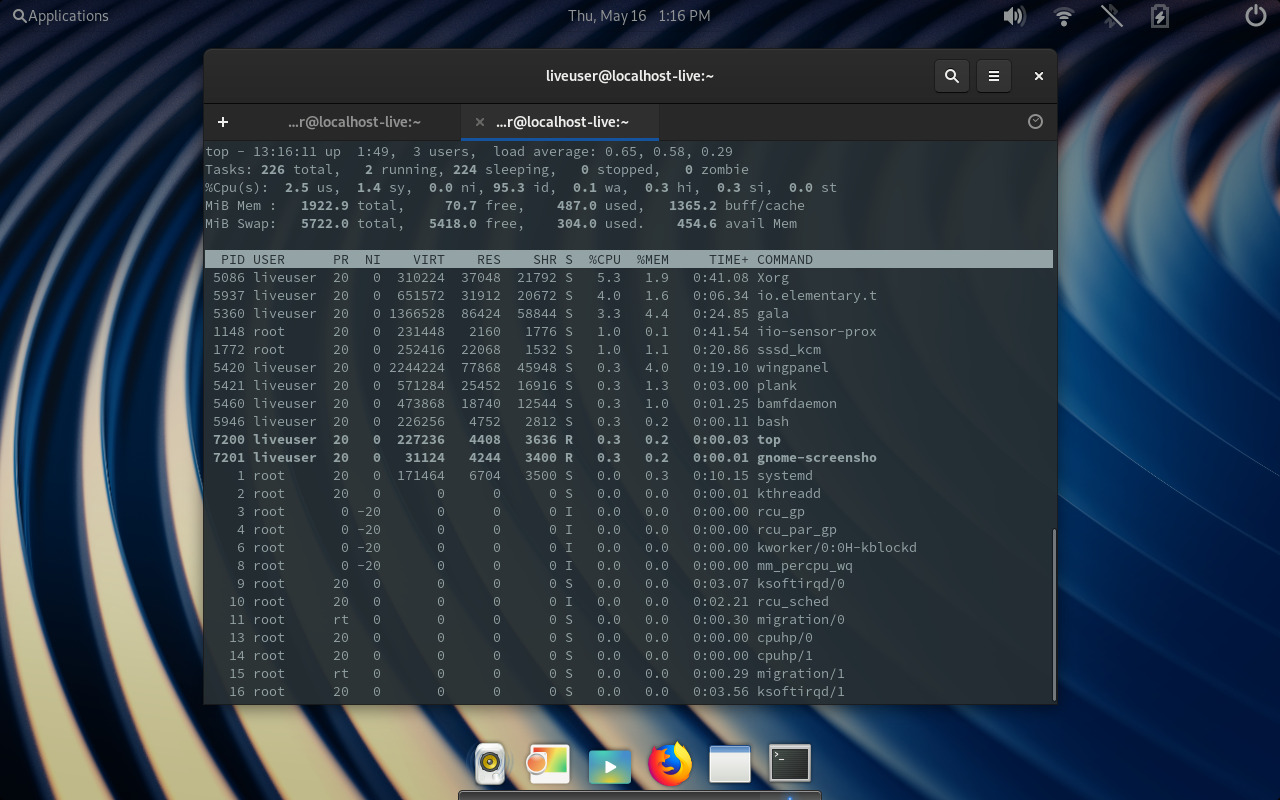 Applications Thu, May 16 1:16 PM
liveuser@localhost-live:~
+ ...r@localhost-live:~ × ...r@localhost-live:~
top - 13:16:11 up  1:49,  3 users,  load average: 0.65, 0.58, 0.29
Tasks: 226 total,   2 running, 224 sleeping,   0 stopped,   0 zombie
%Cpu(s):  2.5 us,  1.4 sy,  0.0 ni, 95.3 id,  0.1 wa,  0.3 hi,  0.3 si,  0.0 st
MiB Mem :   1922.9 total,     70.7 free,    487.0 used,   1365.2 buff/cache
MiB Swap:   5722.0 total,   5418.0 free,    304.0 used.    454.6 avail Mem
PID USER PR NI VIRT RES SHR S %CPU %MEM TIME+ COMMAND
5086 liveuser 20 0 310224 37048 21792 S 5.3 1.9 0:41.08 Xorg
5937 liveuser 20 0 651572 31912 20672 S 4.0 1.6 0:06.34 io.elementary.t
5360 liveuser 20 0 1366528 86424 58844 S 3.3 4.4 0:24.85 gala
1148 root 20 0 231448 2160 1776 S 1.0 0.1 0:41.54 iio-sensor-prox
1772 root 20 0 252416 22068 1532 S 1.0 1.1 0:20.86 sssd_kcm
5420 liveuser 20 0 2244224 77868 45948 S 0.3 4.0 0:19.10 wingpanel
5421 liveuser 20 0 571284 25452 16916 S 0.3 1.3 0:03.00 plank
5460 liveuser 20 0 473868 18740 12544 S 0.3 1.0 0:01.25 bamfdaemon
5946 liveuser 20 0 226256 4752 2812 S 0.3 0.2 0:00.11 bash
7200 liveuser 20 0 227236 4408 3636 R 0.3 0.2 0:00.03 top
7201 liveuser 20 0 31124 4244 3400 R 0.3 0.2 0:00.01 gnome-screensho
1 root 20 0 171464 6704 3500 S 0.0 0.3 0:10.15 systemd
2 root 20 0 0 0 0 S 0.0 0.0 0:00.01 kthreadd
3 root 0 -20 0 0 0 I 0.0 0.0 0:00.00 rcu_gp
4 root 0 -20 0 0 0 I 0.0 0.0 0:00.00 rcu_par_gp
6 root 0 -20 0 0 0 I 0.0 0.0 0:00.00 kworker/0:0H-kblockd
8 root 0 -20 0 0 0 I 0.0 0.0 0:00.00 mm_percpu_wq
9 root 20 0 0 0 0 S 0.0 0.0 0:03.07 ksoftirqd/0
10 root 20 0 0 0 0 I 0.0 0.0 0:02.21 rcu_sched
11 root rt 0 0 0 0 S 0.0 0.0 0:00.30 migration/0
13 root 20 0 0 0 0 S 0.0 0.0 0:00.00 cpuhp/0
14 root 20 0 0 0 0 S 0.0 0.0 0:00.00 cpuhp/1
15 root rt 0 0 0 0 S 0.0 0.0 0:00.29 migration/1
16 root 20 0 0 0 0 S 0.0 0.0 0:03.56 ksoftirqd/1